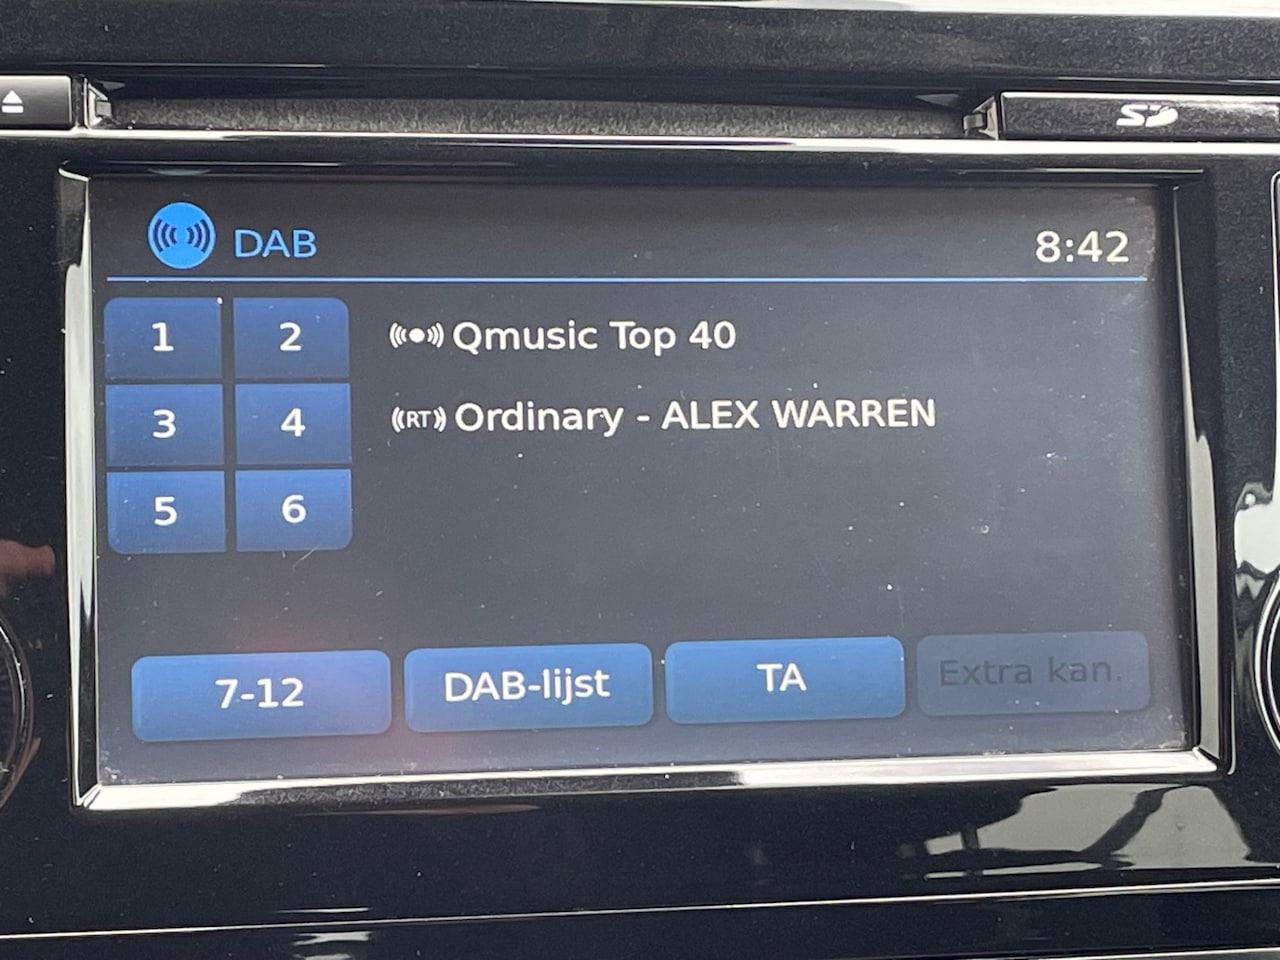 SD
DAB
8:42
1 2
Qmusic Top 40
3 4
RT Ordinary - ALEX WARREN
5 6
7-12 DAB-lijst TA Extra kan.